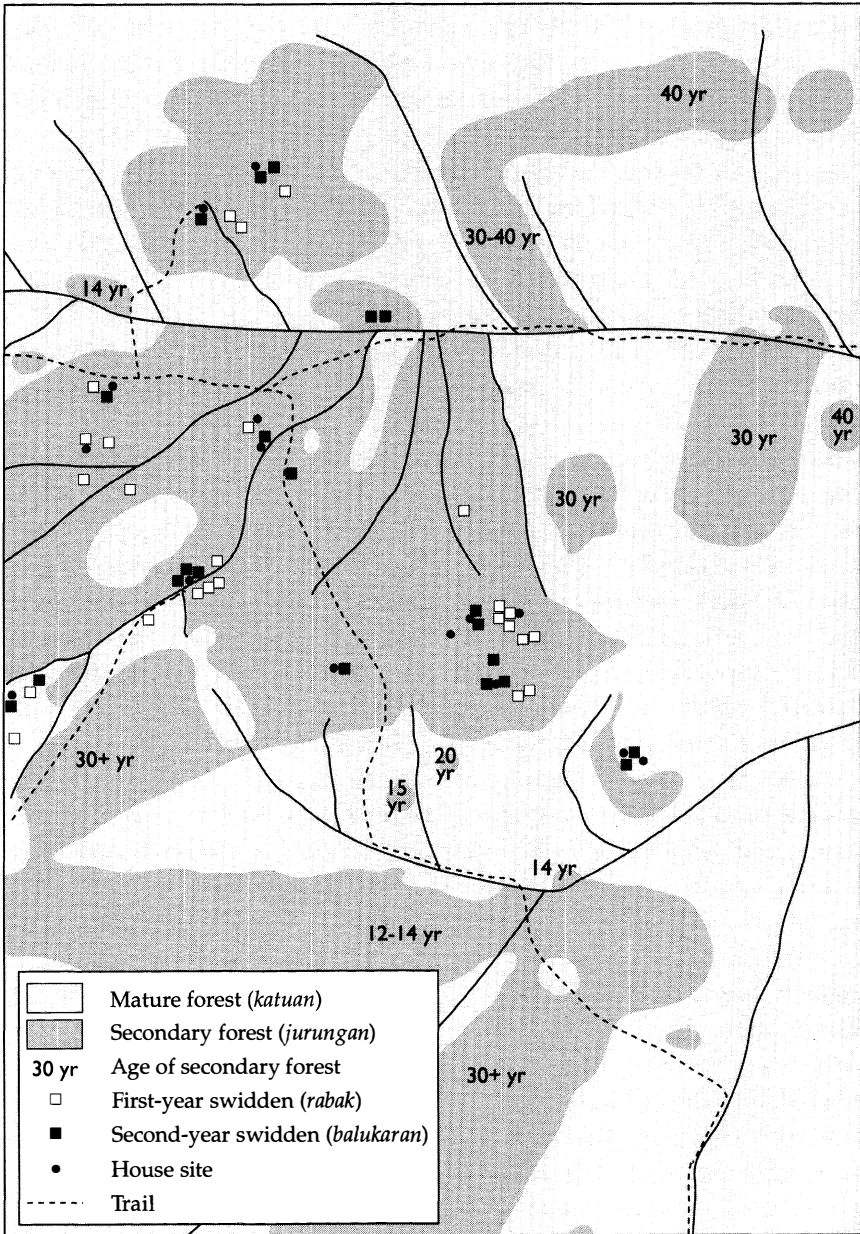 40 yr
30-40 yr
14 yr
30 yr
40
yr
30 yr
30+ yr
20
yr
15
yr
14 yr
12-14 yr
30+ yr
Mature forest (katuan)
Secondary forest (jurungan)
30 yr Age of secondary forest
First-year swidden (rabak)
Second-year swidden (balukaran)
House site
Trail